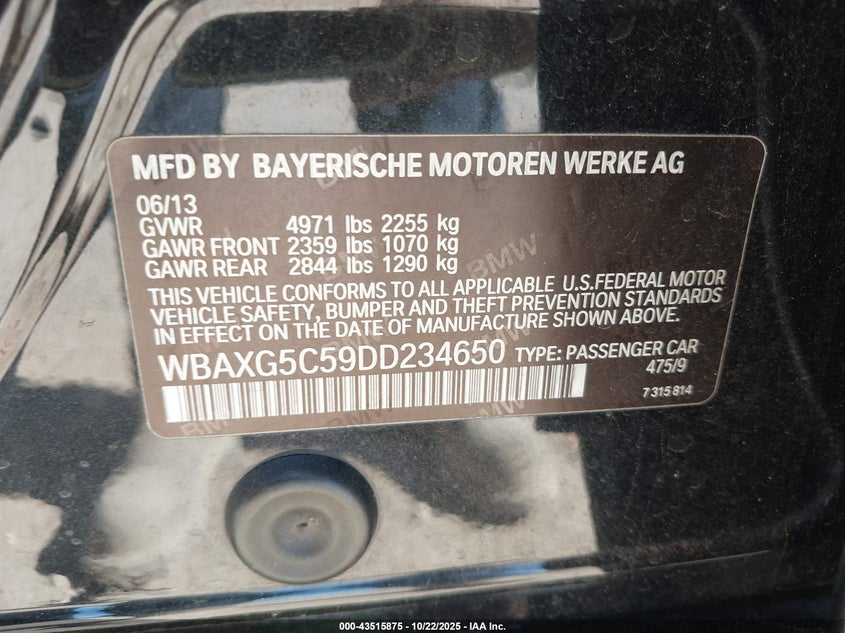 MFD BY BAYERISCHE MOTOREN WERKE AG
06/13
GVWR 4971 lbs 2255 kg
GAWR FRONT 2359 lbs 1070 kg
GAWR REAR 2844 lbs 1290 kg
THIS VEHICLE CONFORMS TO ALL APPLICABLE U.S.FEDERAL MOTOR
VEHICLE SAFETY, BUMPER AND THEFT PREVENTION STANDARDS
IN EFFECT ON THE DATE OF MANUFACTURE SHOWN ABOVE.
WBAXG5C59DD234650 TYPE: PASSENGER CAR
475/9
7 315 814
000-43515875 | 10/22/2025 - IAA Inc.